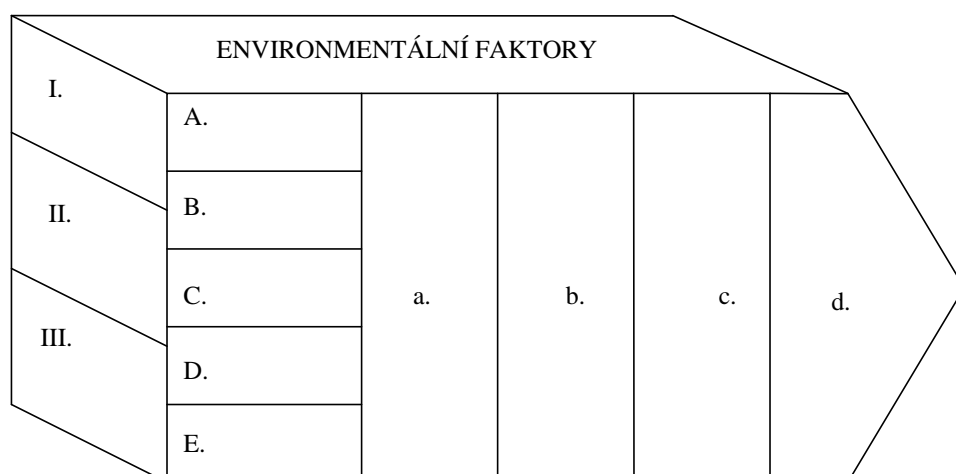 ENVIRONMENTÁLNÍ FAKTORY
I.
II.
III.
A.
B.
C.
D.
E.
a.
b.
c.
d.